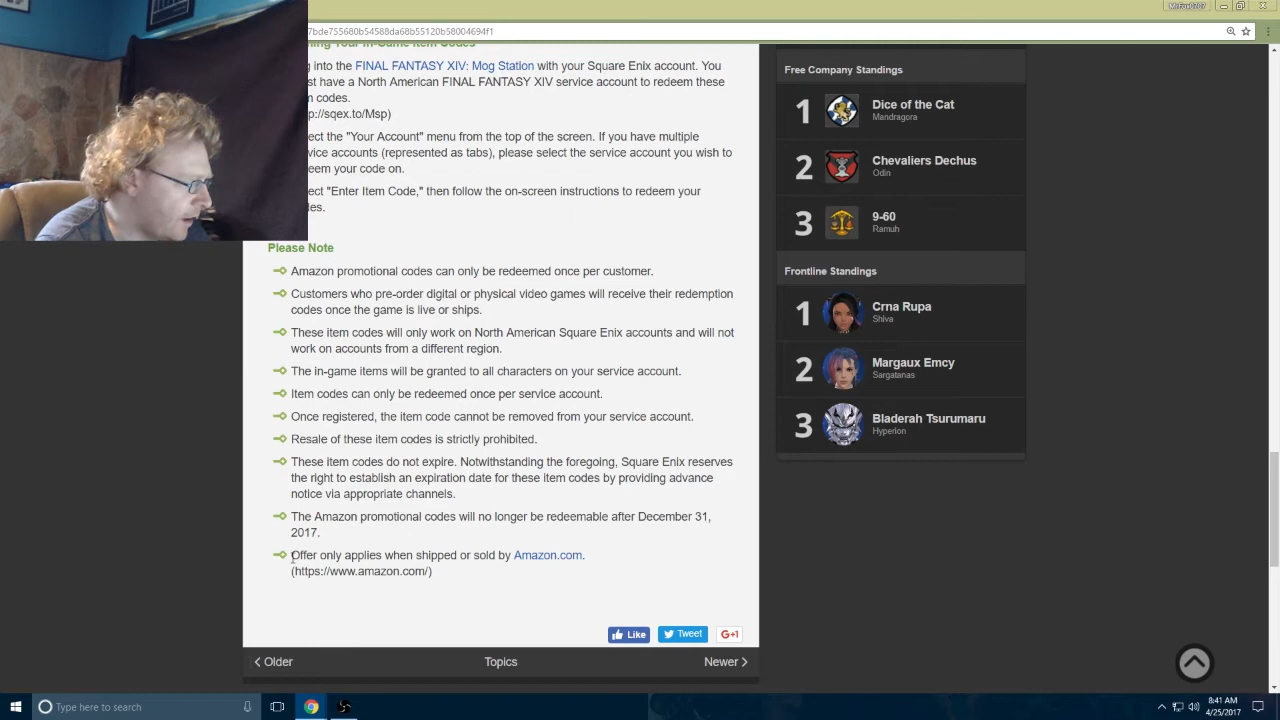 MrFred707
7bde755680b54588da68b55120b58004694f1
ning Your In-Game Item Codes
into the FINAL FANTASY XIV: Mog Station with your Square Enix account. You
st have a North American FINAL FANTASY XIV service account to redeem these
m codes.
p://sqex.to/Msp)
ect the "Your Account" menu from the top of the screen. If you have multiple
vice accounts (represented as tabs), please select the service account you wish to
eem your code on.
ect "Enter Item Code," then follow the on-screen instructions to redeem your
des.
Please Note
Amazon promotional codes can only be redeemed once per customer.
Customers who pre-order digital or physical video games will receive their redemption
codes once the game is live or ships.
These item codes will only work on North American Square Enix accounts and will not
work on accounts from a different region.
The in-game items will be granted to all characters on your service account.
Item codes can only be redeemed once per service account.
Once registered, the item code cannot be removed from your service account.
Resale of these item codes is strictly prohibited.
These item codes do not expire. Notwithstanding the foregoing, Square Enix reserves
the right to establish an expiration date for these item codes by providing advance
notice via appropriate channels.
The Amazon promotional codes will no longer be redeemable after December 31,
2017.
Offer only applies when shipped or sold by Amazon.com.
(https://www.amazon.com/)
Like
Tweet
G+1
Older
Topics
Newer
Free Company Standings
1
Dice of the Cat
Mandragora
2
Chevaliers Dechus
Odin
3
9-60
Ramuh
Frontline Standings
1
Crna Rupa
Shiva
2
Margaux Emcy
Sargatanas
3
Bladerah Tsurumaru
Hyperion
Type here to search
8:41 AM
4/25/2017